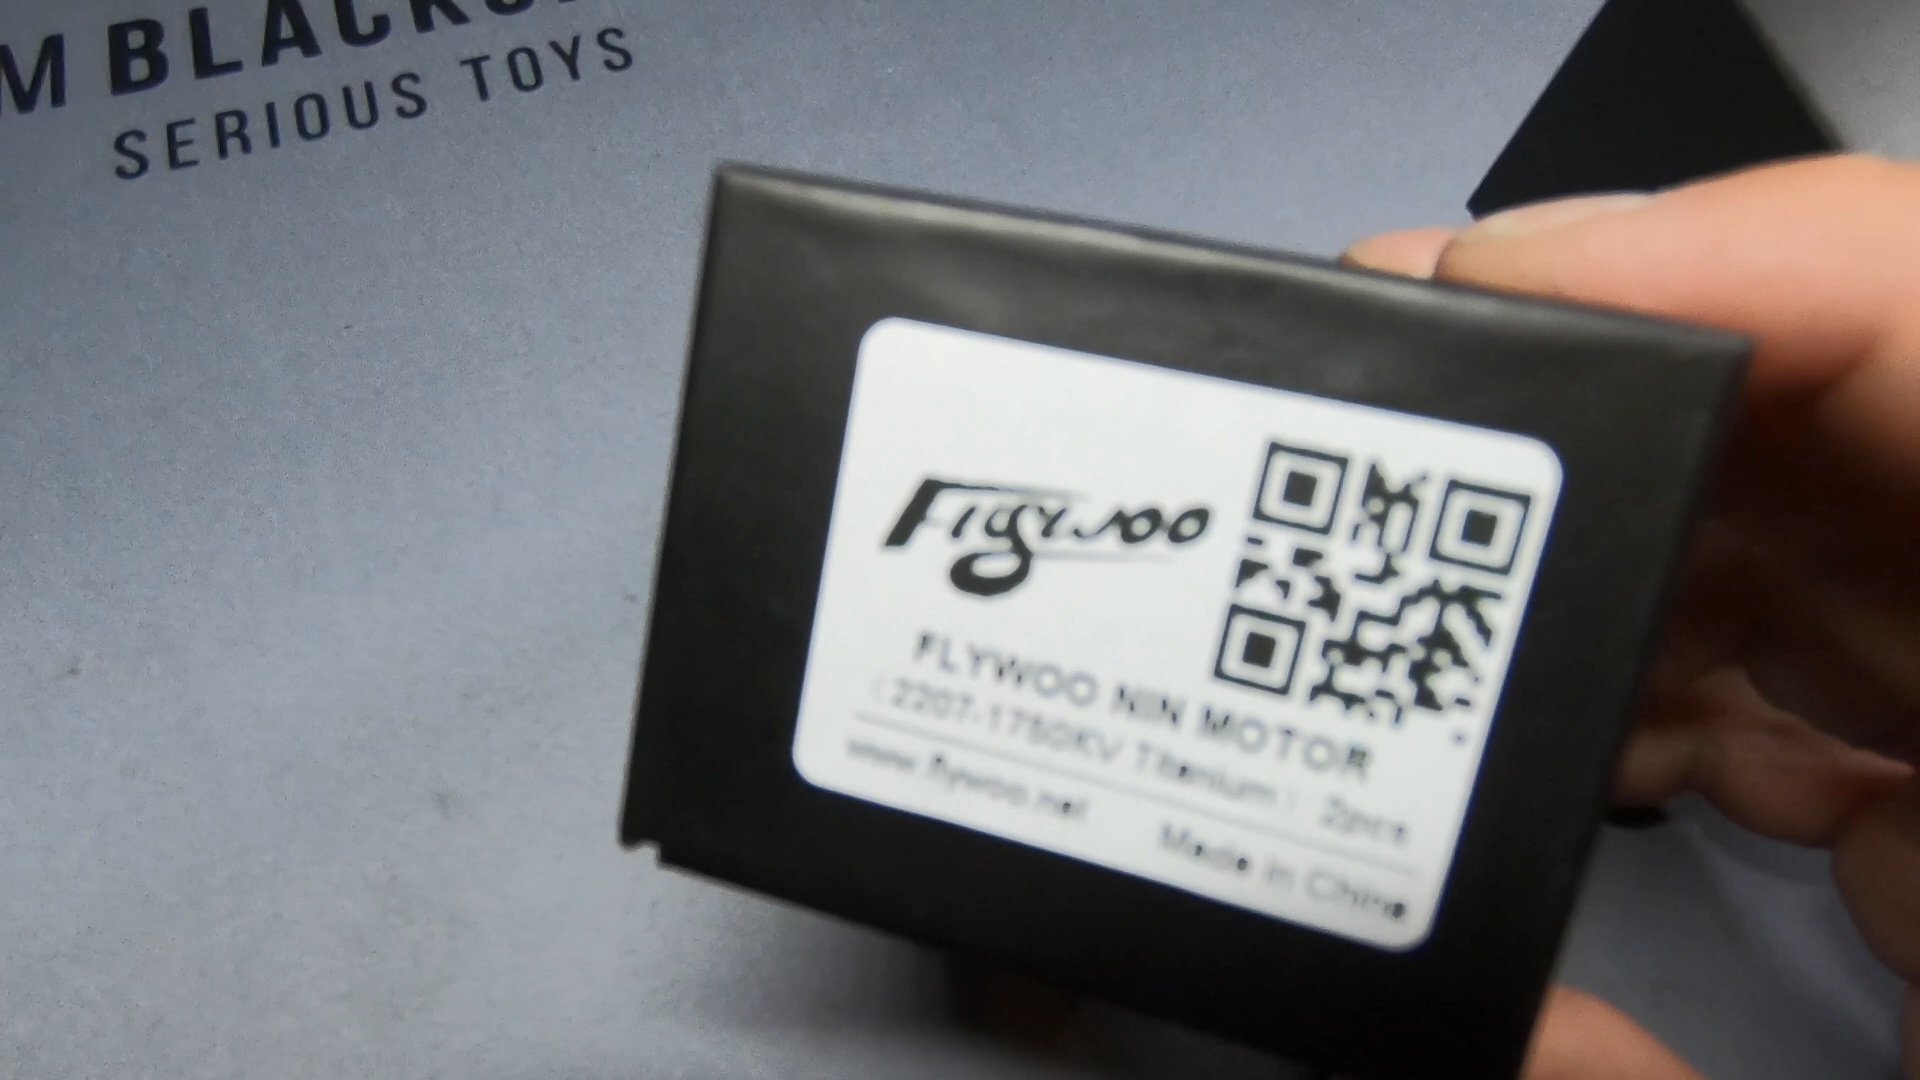 M BLACK
SERIOUS TOYS
Flywoo
FLYWOO NIN MOTOR
(2207-1750KV Titanium) 2pcs
www.flywoo.net Made in China